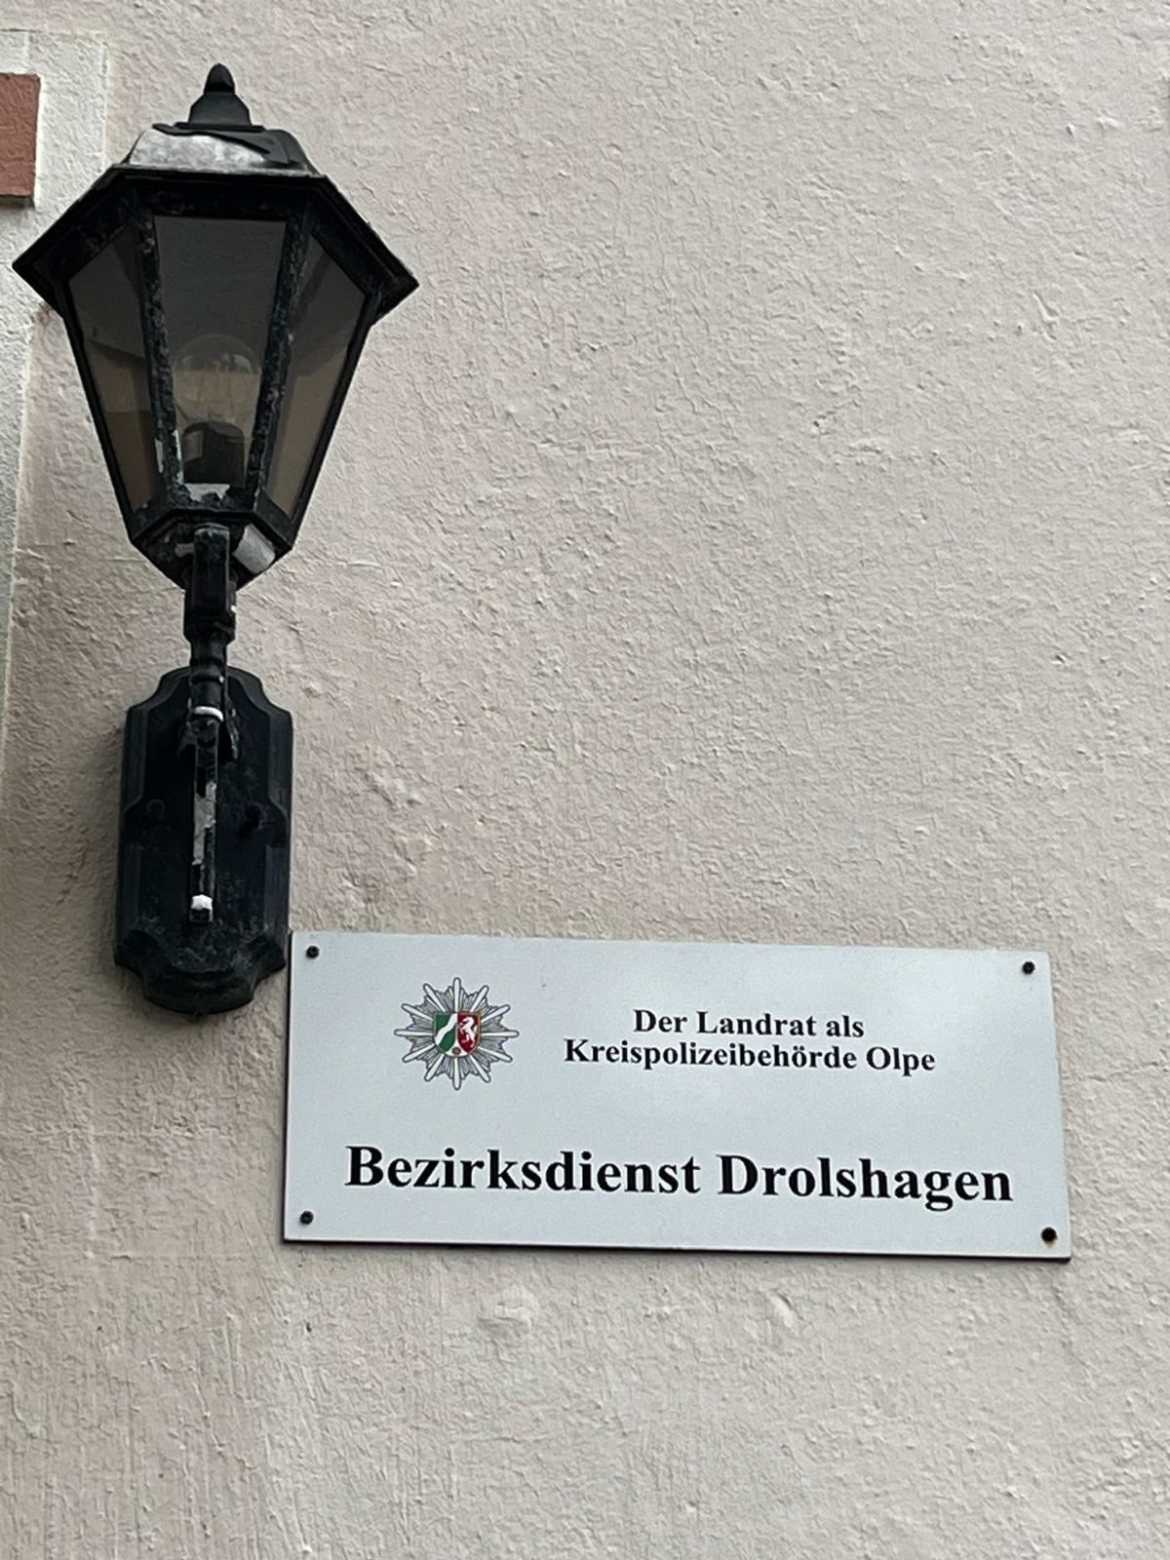 Der Landrat als
Kreispolizeibehörde Olpe
Bezirksdienst Drolshagen